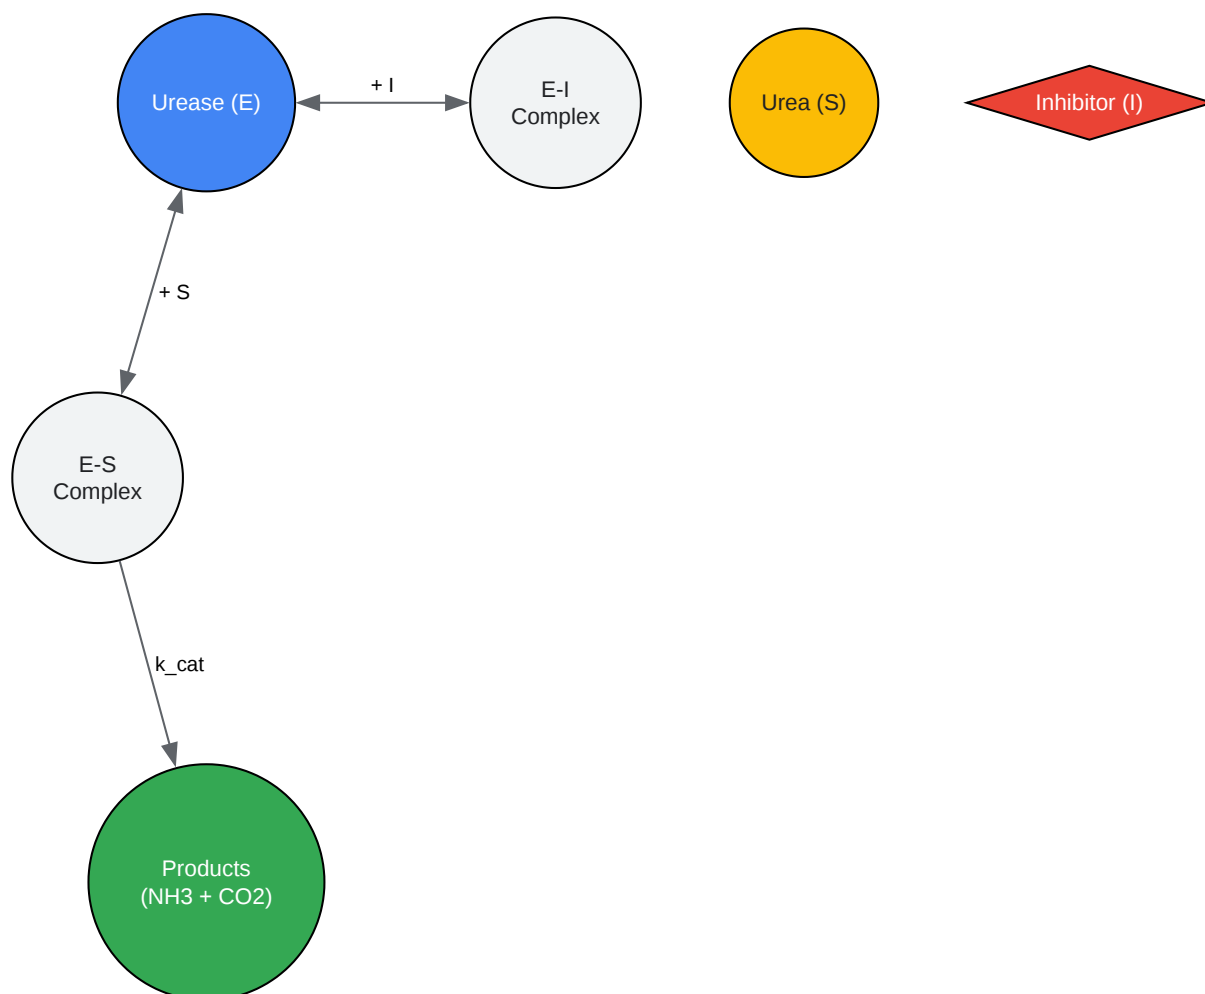 Urease (E)
+ I
E-I
Complex
Urea (S)
Inhibitor (I)
+ S
E-S
Complex
k_cat
Products
(NH3 + CO2)